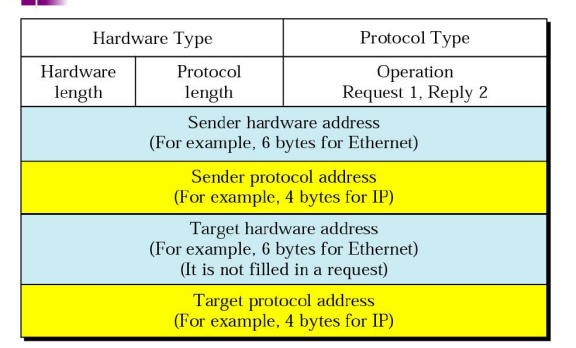 Hardware Type
Protocol Type
Hardware
length
Protocol
length
Operation
Request 1, Reply 2
Sender hardware address
(For example, 6 bytes for Ethernet)
Sender protocol address
(For example, 4 bytes for IP)
Target hardware address
(For example, 6 bytes for Ethernet)
(It is not filled in a request)
Target protocol address
(For example, 4 bytes for IP)